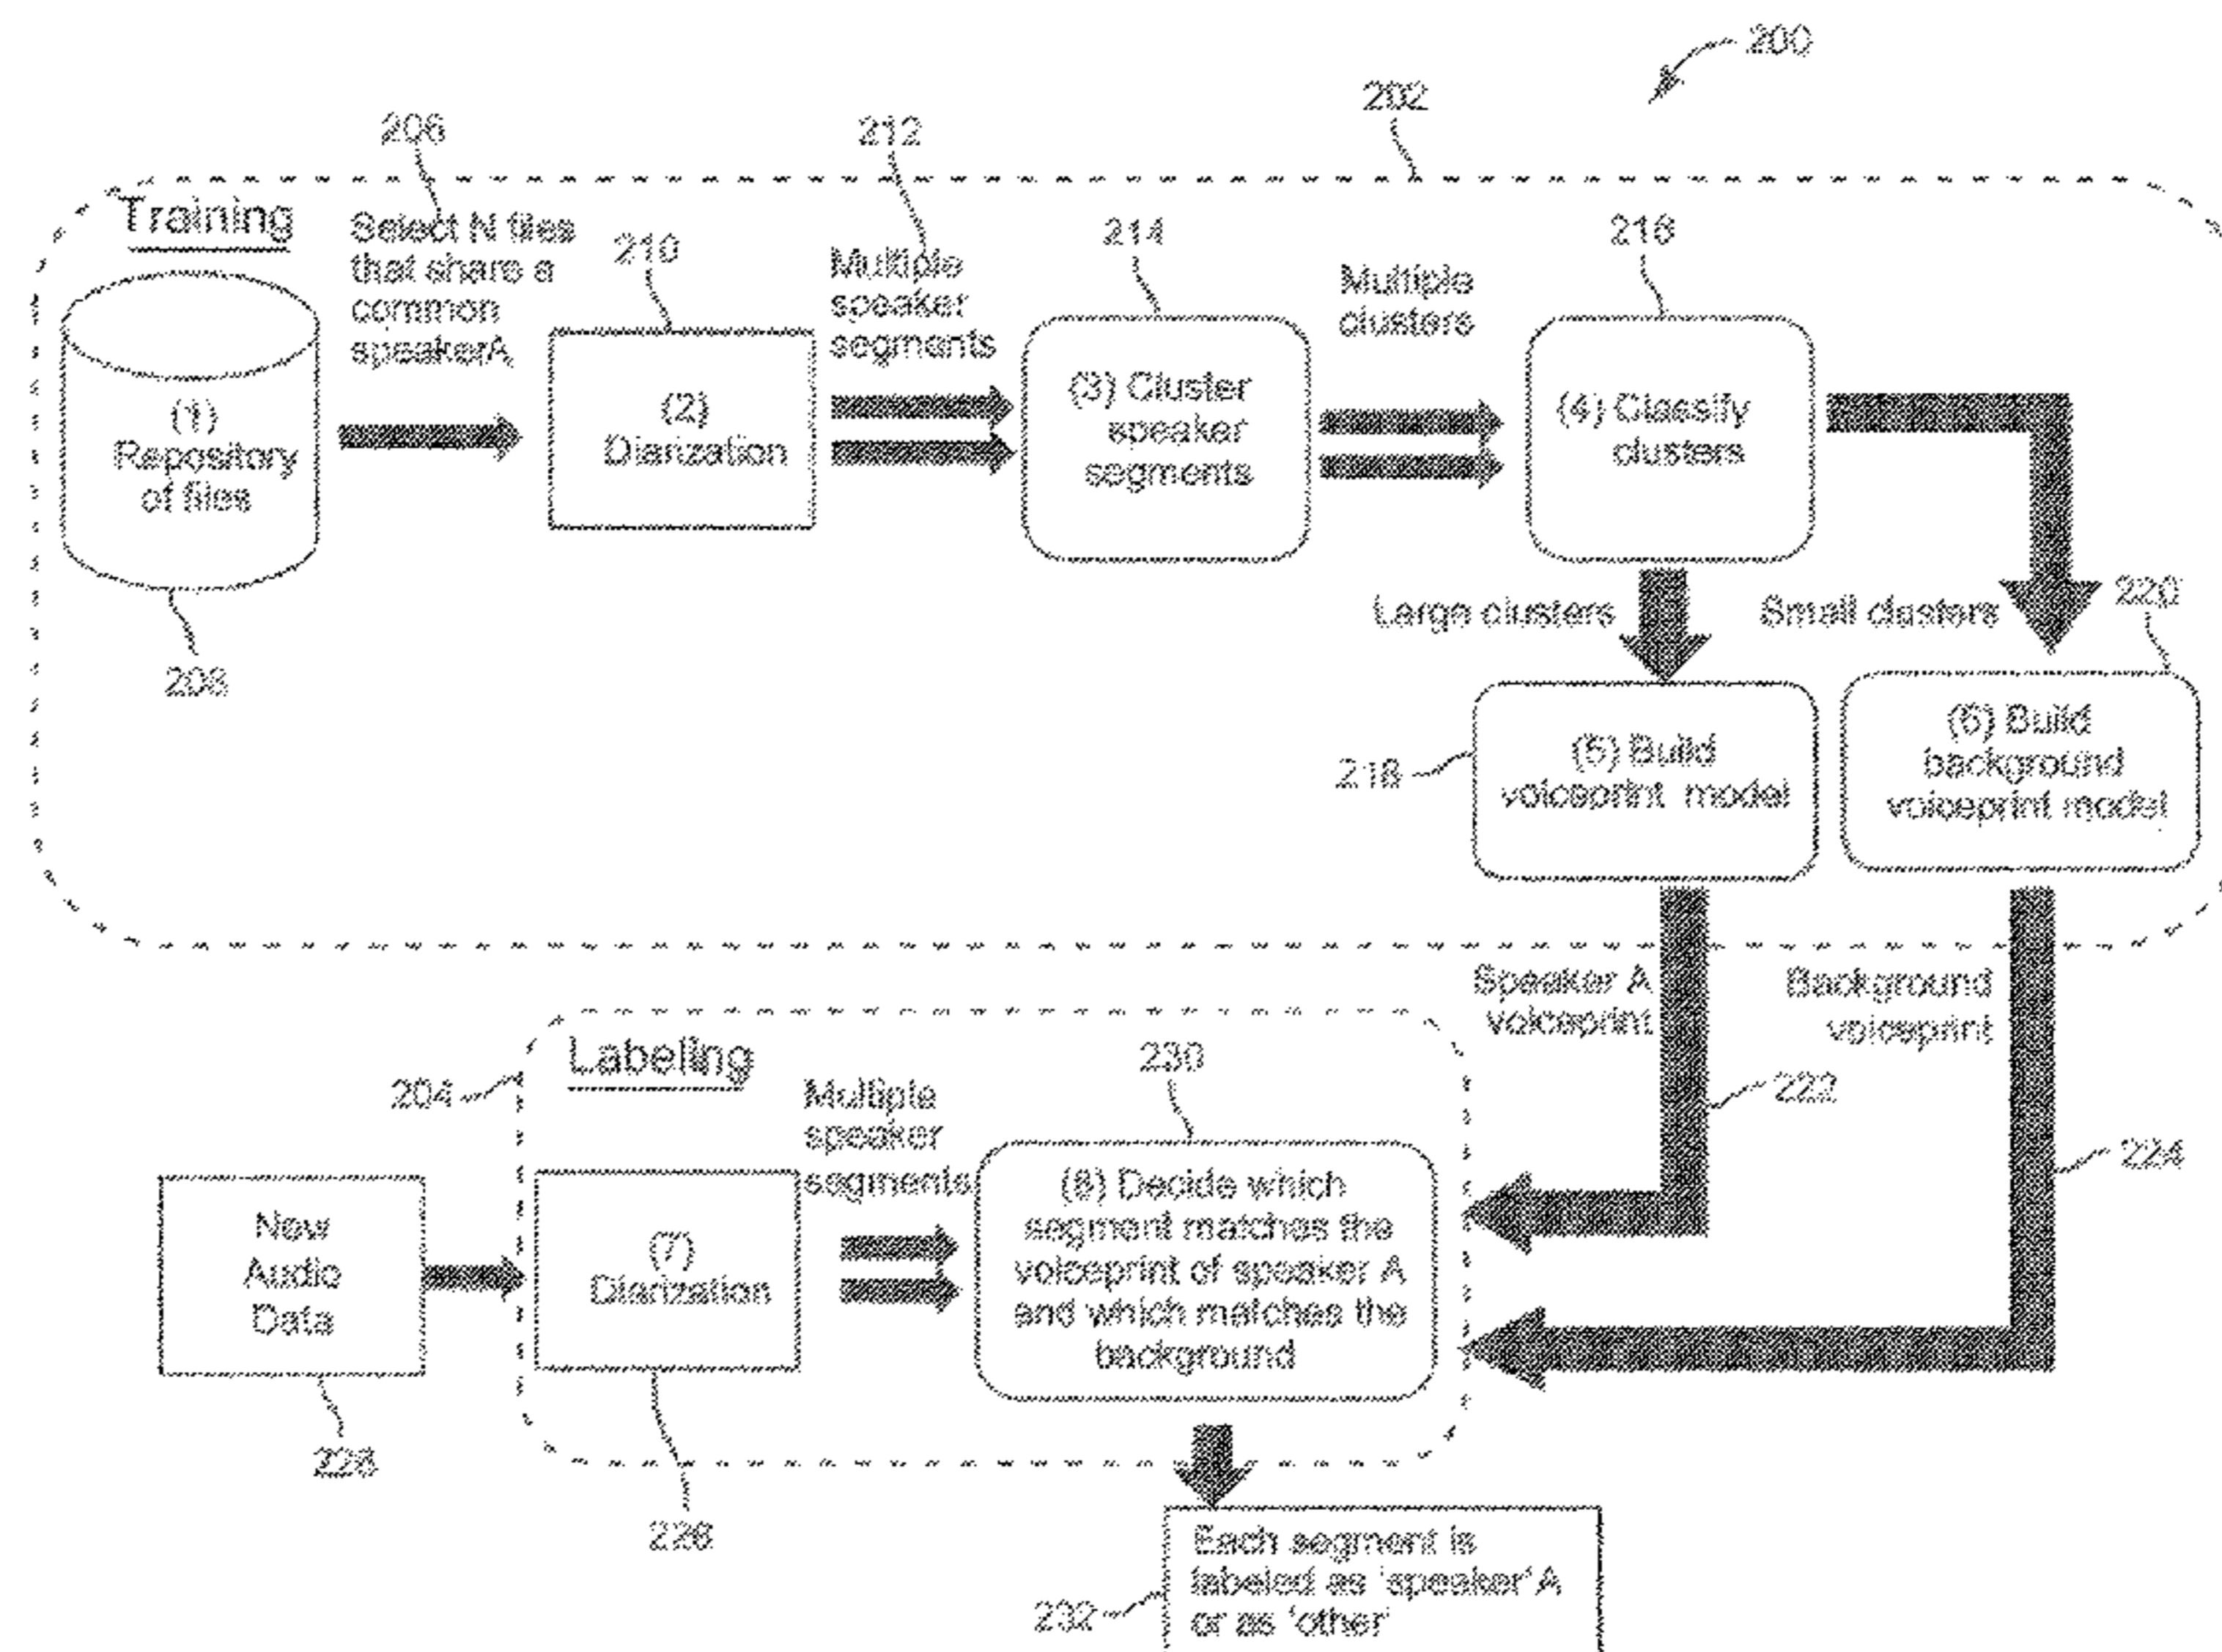 200
202
206
212
Training
Select N files
that share a
common
speakerA
210
Multiple
speaker
segments
214
Multiple
clusters
216
(1)
Repository
of files
(2)
Diarization
(3) Cluster
speaker
segments
(4) Classify
clusters
208
Large clusters
Small clusters
220
218
(5) Build
voiceprint model
(6) Build
background
voiceprint model
Speaker A
voiceprint
Background
voiceprint
Labeling
204
Multiple
speaker
segments
230
222
224
New
Audio
Data
(7)
Diarization
(8) Decide which
segment matches the
voiceprint of speaker A
and which matches the
background
232
Each segment is
labeled as 'speaker' A
or as 'other'